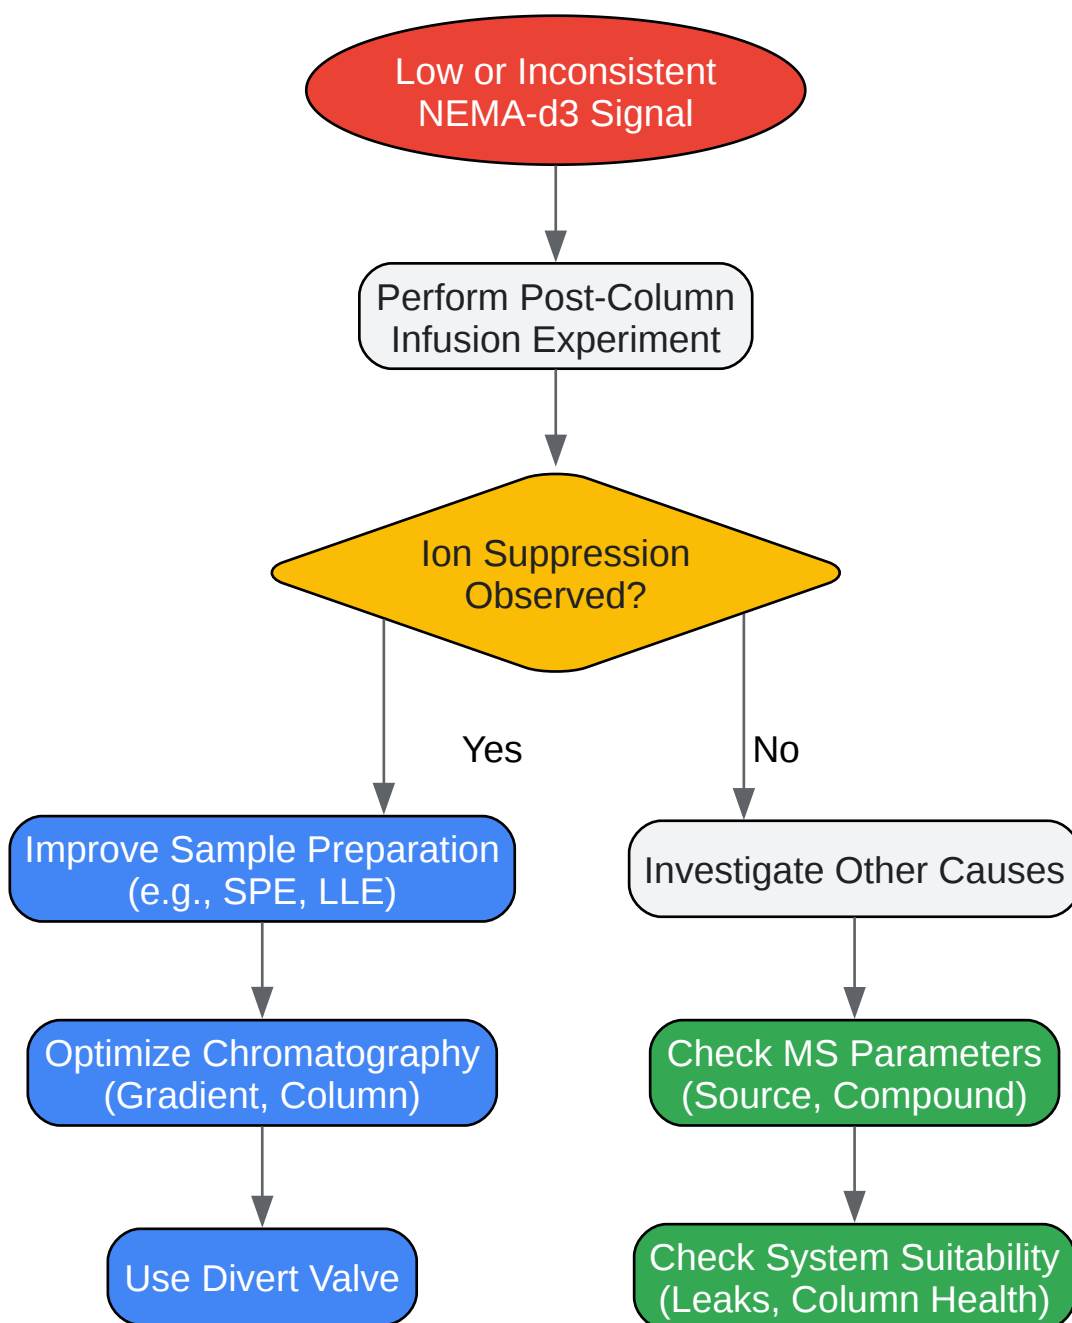 Low or Inconsistent
NEMA-d3 Signal
Perform Post-Column
Infusion Experiment
Ion Suppression
Observed?
Yes
No
Improve Sample Preparation
(e.g., SPE, LLE)
Investigate Other Causes
Optimize Chromatography
(Gradient, Column)
Check MS Parameters
(Source, Compound)
Use Divert Valve
Check System Suitability
(Leaks, Column Health)